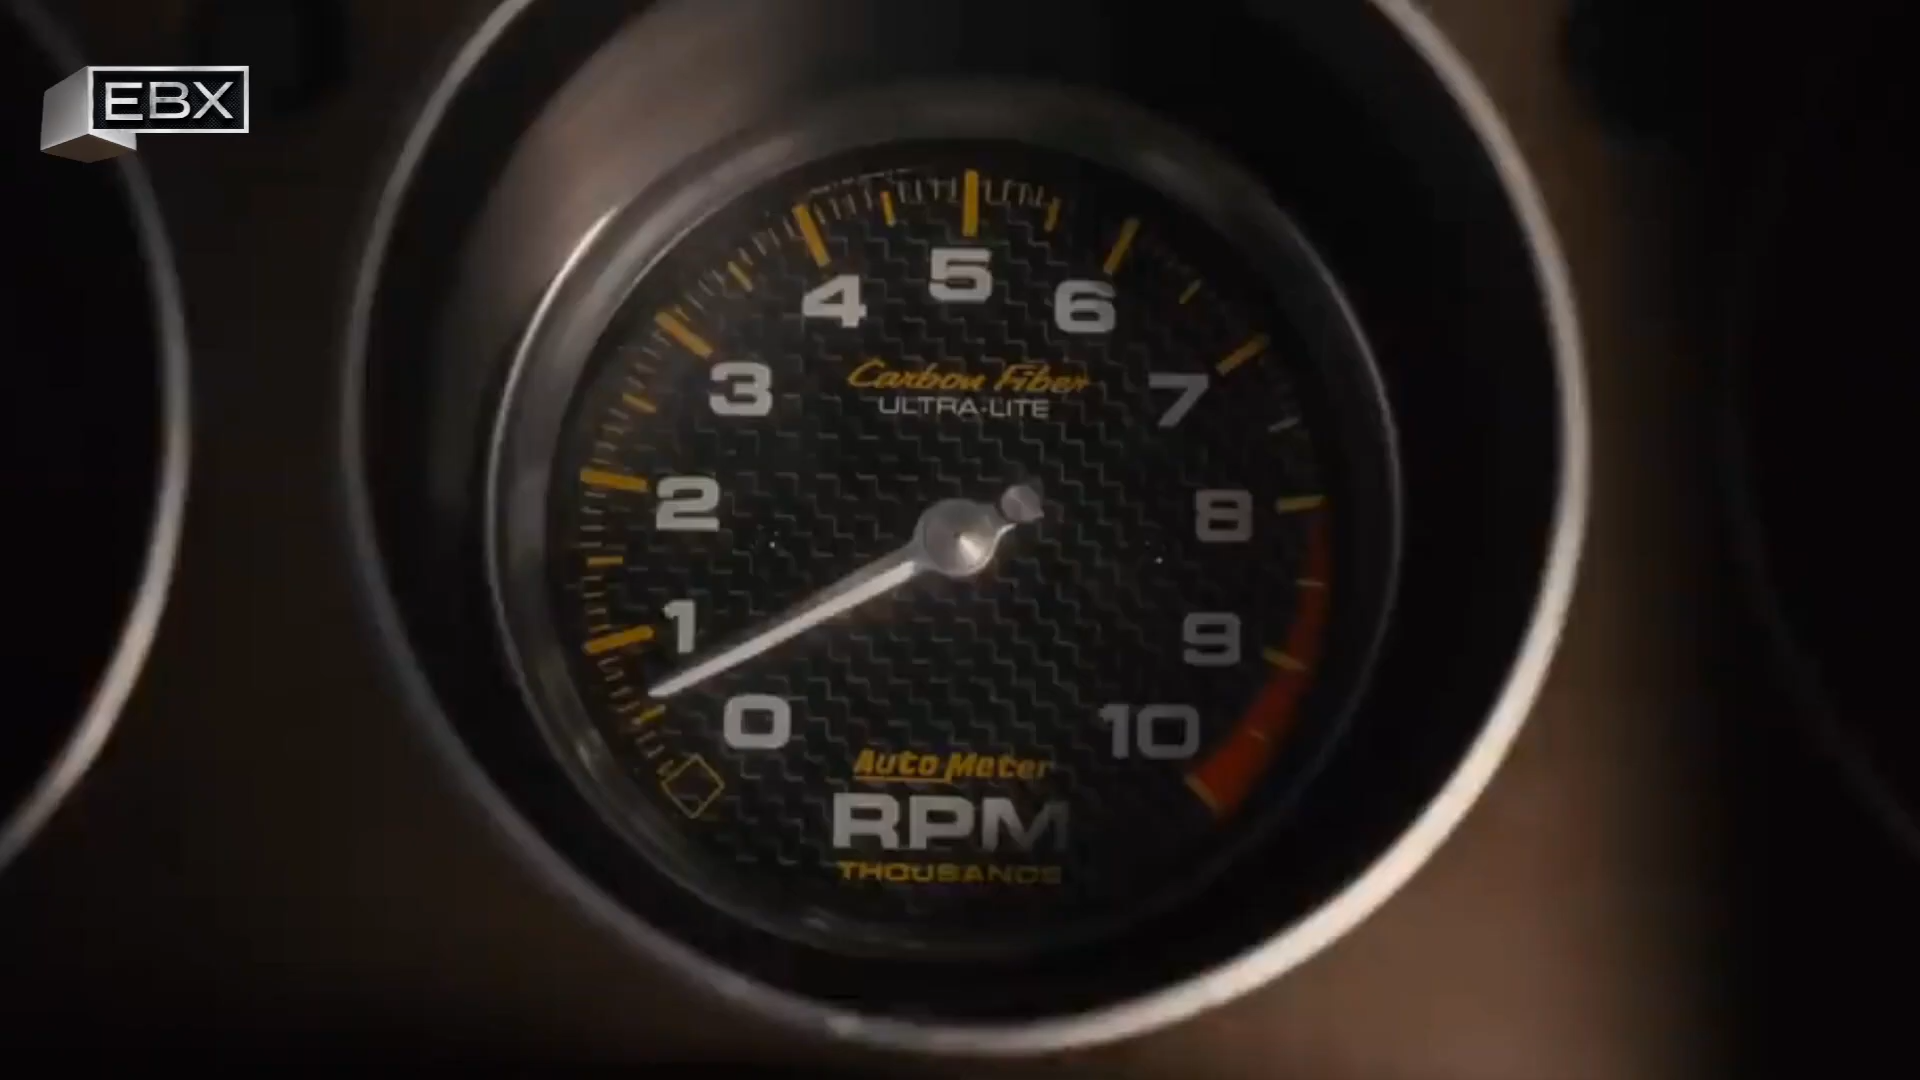 EBX
5
4
6
3
Carbon Fiber
7
ULTRA-LITE
2
8
1
9
0
10
Auto Meter
RPM
THOUSANDS